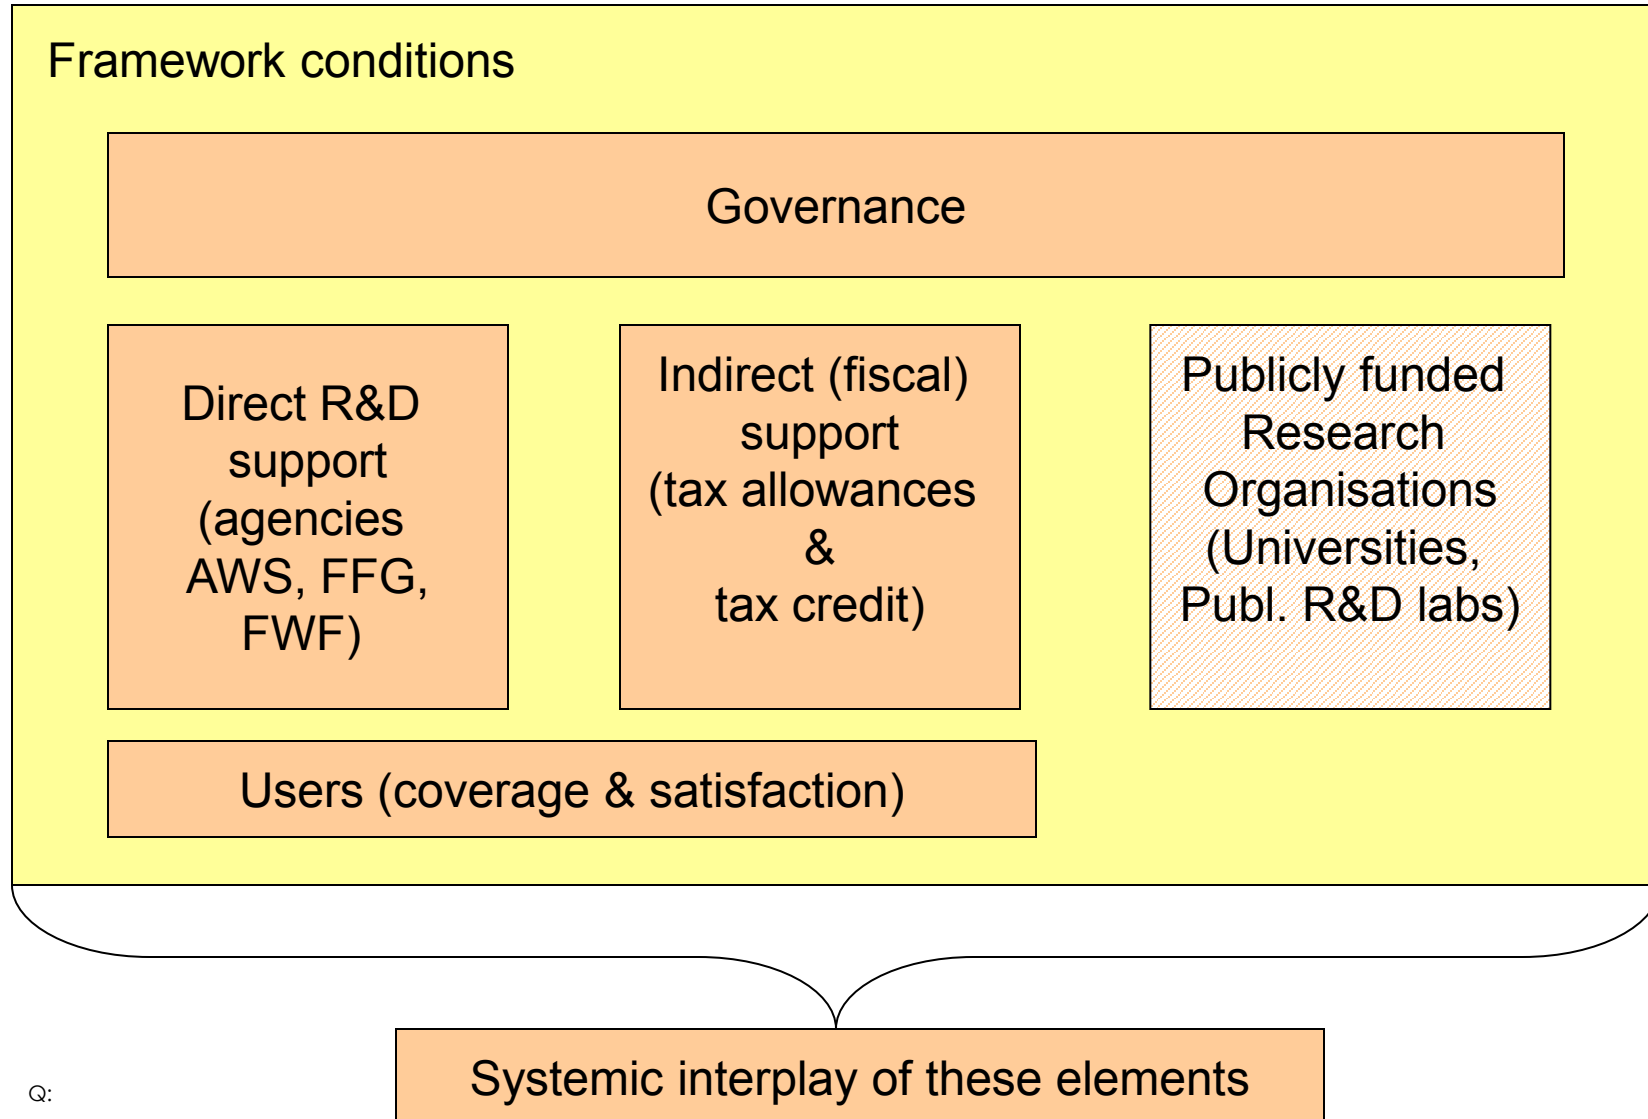 Framework conditions
Governance
Direct R&D
support
(agencies
AWS, FFG,
FWF)
Indirect (fiscal)
support
(tax allowances
&
tax credit)
Publicly funded
Research
Organisations
(Universities,
Publ. R&D labs)
Users (coverage & satisfaction)
Systemic interplay of these elements
Q: